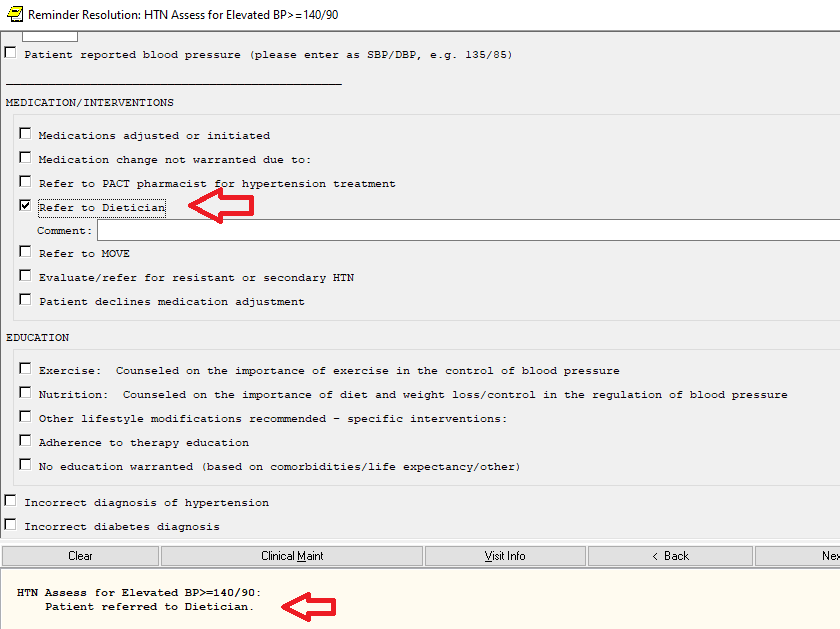 Reminder Resolution: HTN Assess for Elevated BP>=140/90
Patient reported blood pressure (please enter as SBP/DBP, e.g. 135/85)
MEDICATION/INTERVENTIONS
Medications adjusted or initiated
Medication change not warranted due to:
Refer to PACT pharmacist for hypertension treatment
Refer to Dietician
Comment:
Refer to MOVE
Evaluate/refer for resistant or secondary HTN
Patient declines medication adjustment
EDUCATION
Exercise: Counseled on the importance of exercise in the control of blood pressure
Nutrition: Counseled on the importance of diet and weight loss/control in the regulation of blood pressure
Other lifestyle modifications recommended - specific interventions:
Adherence to therapy education
No education warranted (based on comorbidities/life expectancy/other)
Incorrect diagnosis of hypertension
Incorrect diabetes diagnosis
Clear Clinical Maint Visit Info < Back Nex
HTN Assess for Elevated BP>=140/90:
Patient referred to Dietician.